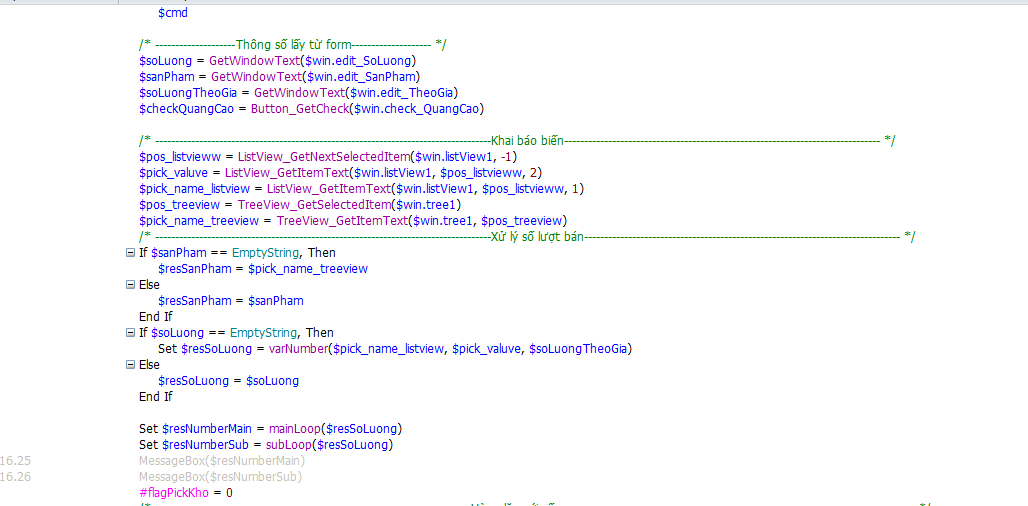 $cmd
/* --------------------Thông số lấy từ form-------------------- */
$soLuong = GetWindowText($win.edit_SoLuong)
$sanPham = GetWindowText($win.edit_SanPham)
$soLuongTheoGia = GetWindowText($win.edit_TheoGia)
$checkQuangCao = Button_GetCheck($win.check_QuangCao)
/* ------------------------------------------------------------------------------------Khai báo biến------------------------------------------------------------------------------- */
$pos_listvieww = ListView_GetNextSelectedItem($win.listView1, -1)
$pick_valuve = ListView_GetItemText($win.listView1, $pos_listvieww, 2)
$pick_name_listview = ListView_GetItemText($win.listView1, $pos_listvieww, 1)
$pos_treeview = TreeView_GetSelectedItem($win.tree1)
$pick_name_treeview = TreeView_GetItemText($win.tree1, $pos_treeview)
/* ------------------------------------------------------------------------------------Xử lý số lượt bán------------------------------------------------------------------------------- */
If $sanPham == EmptyString, Then
$resSanPham = $pick_name_treeview
Else
$resSanPham = $sanPham
End If
If $soLuong == EmptyString, Then
Set $resSoLuong = varNumber($pick_name_listview, $pick_valuve, $soLuongTheoGia)
Else
$resSoLuong = $soLuong
End If
Set $resNumberMain = mainLoop($resSoLuong)
Set $resNumberSub = subLoop($resSoLuong)
16.25 MessageBox($resNumberMain)
16.26 MessageBox($resNumberSub)
#flagPickKho = 0